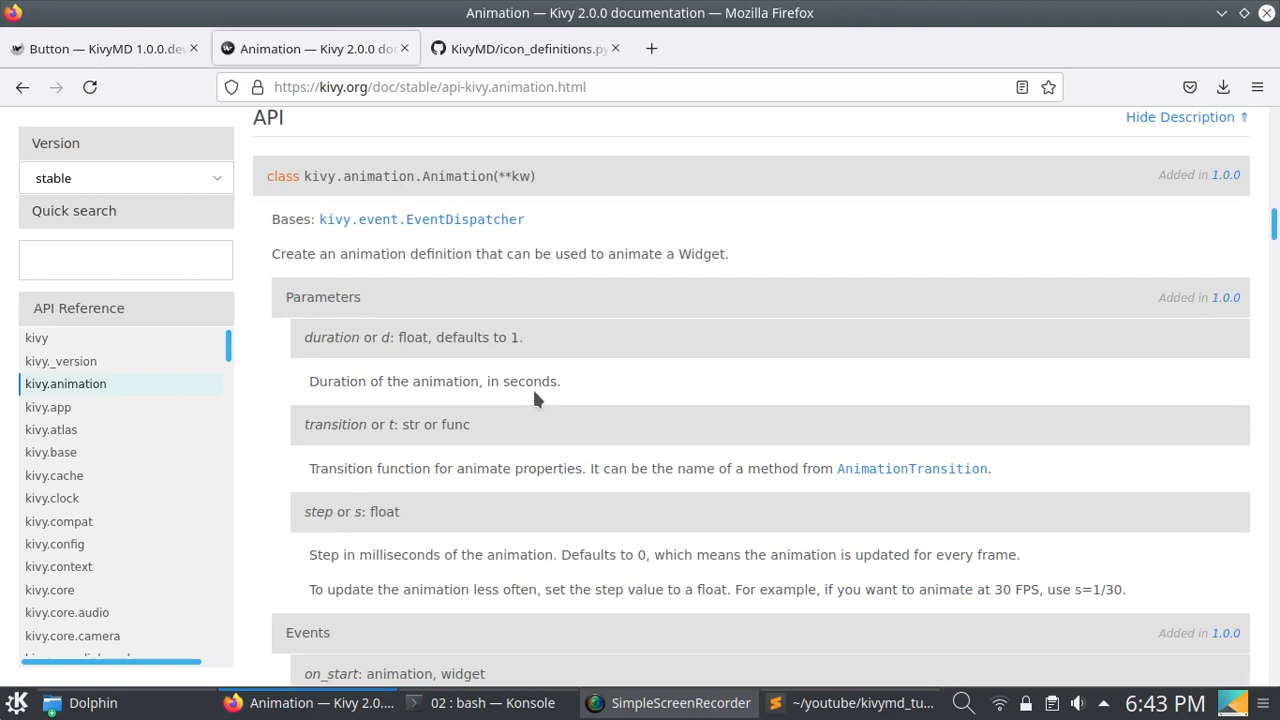 Animation — Kivy 2.0.0 documentation — Mozilla Firefox
Button — KivyMD 1.0.0.dev
Animation — Kivy 2.0.0 do
KivyMD/icon_definitions.py
https://kivy.org/doc/stable/api-kivy.animation.html
API
Hide Description ⇑
Version
stable
Quick search
API Reference
kivy
kivy._version
kivy.animation
kivy.app
kivy.atlas
kivy.base
kivy.cache
kivy.clock
kivy.compat
kivy.config
kivy.context
kivy.core
kivy.core.audio
kivy.core.camera
class kivy.animation.Animation(**kw)
Added in 1.0.0
Bases: kivy.event.EventDispatcher
Create an animation definition that can be used to animate a Widget.
Parameters
Added in 1.0.0
duration or d: float, defaults to 1.
Duration of the animation, in seconds.
transition or t: str or func
Transition function for animate properties. It can be the name of a method from AnimationTransition.
step or s: float
Step in milliseconds of the animation. Defaults to 0, which means the animation is updated for every frame.
To update the animation less often, set the step value to a float. For example, if you want to animate at 30 FPS, use s=1/30.
Events
Added in 1.0.0
on_start: animation, widget
Dolphin
Animation — Kivy 2.0....
02 : bash — Konsole
SimpleScreenRecorder
~/youtube/kivymd_tu...
6:43 PM